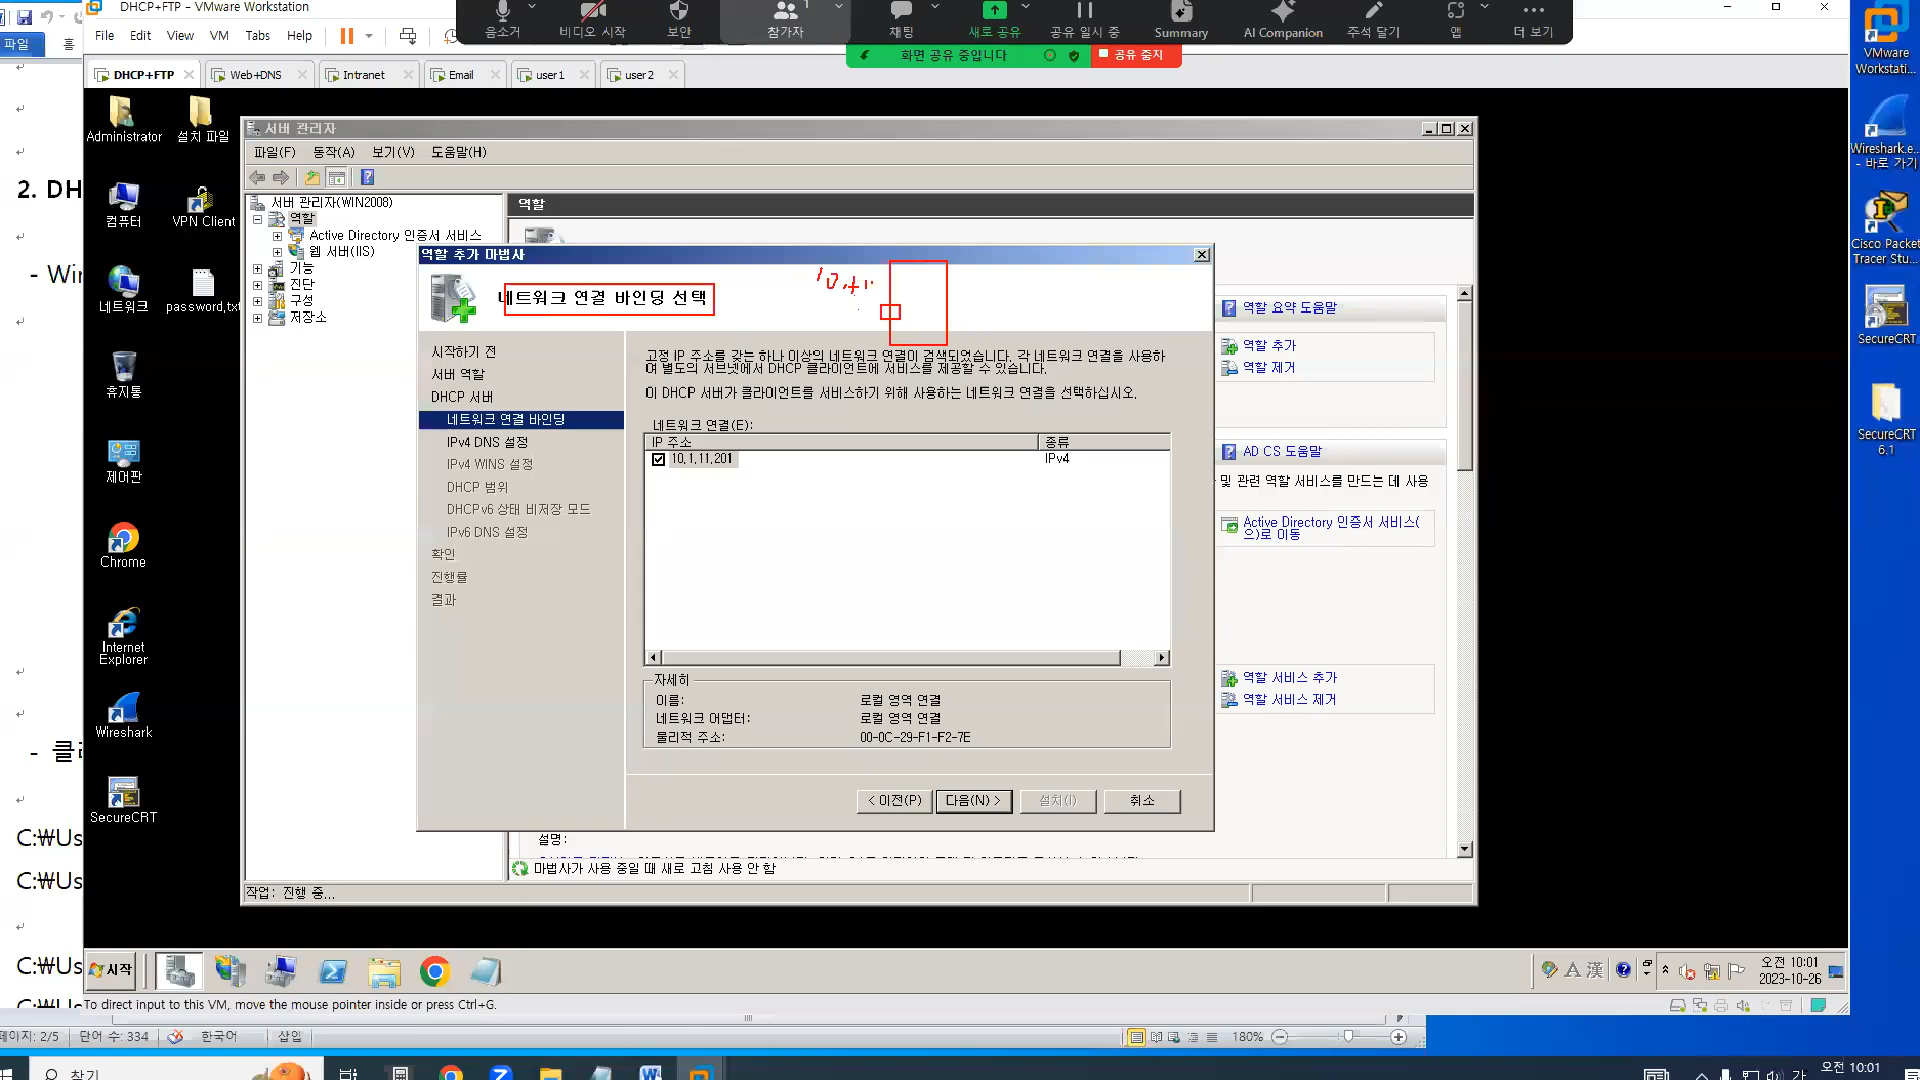 DHCP+FTP - VMware Workstation
File Edit View VM Tabs Help
음소거 비디오 시작 보안 참가자 1 채팅 새로 공유 공유 일시 중 Summary AI Companion 주석 달기 앱 더 보기
화면 공유 중입니다 공유 중지
DHCP+FTP Web+DNS Intranet Email user1 user2
파일 홈
2. DH
- Wir
C:₩Us
C:₩Us
C:₩Us
Administrator
설치 파일
컴퓨터
VPN Client
네트워크
password.txt
휴지통
제어판
Chrome
Internet
Explorer
Wireshark
SecureCRT
서버 관리자
파일(F) 동작(A) 보기(V) 도움말(H)
서버 관리자(WIN2008)
역할
Active Directory 인증서 서비스
웹 서버(IIS)
기능
진단
구성
저장소
역할
역할 추가 마법사
네트워크 연결 바인딩 선택
시작하기 전
서버 역할
DHCP 서버
네트워크 연결 바인딩
IPv4 DNS 설정
IPv4 WINS 설정
DHCP 범위
DHCPv6 상태 비저장 모드
IPv6 DNS 설정
확인
진행률
결과
고정 IP 주소를 갖는 하나 이상의 네트워크 연결이 검색되었습니다. 각 네트워크 연결을 사용하
여 별도의 서브넷에서 DHCP 클라이언트에 서비스를 제공할 수 있습니다.
이 DHCP 서버가 클라이언트를 서비스하기 위해 사용하는 네트워크 연결을 선택하십시오.
네트워크 연결(E):
IP 주소 종류
10.1.11.201 IPv4
자세히
이름: 로컬 영역 연결
네트워크 어댑터: 로컬 영역 연결
물리적 주소: 00-0C-29-F1-F2-7E
< 이전(P) 다음(N) > 설치(I) 취소
역할 요약 도움말
역할 추가
역할 제거
AD CS 도움말
및 관련 역할 서비스를 만드는 데 사용
Active Directory 인증서 서비스(
으)로 이동
역할 서비스 추가
역할 서비스 제거
설명:
마법사가 사용 중일 때 새로 고침 사용 안 함
작업: 진행 중...
시작
오전 10:01
2023-10-26
To direct input to this VM, move the mouse pointer inside or press Ctrl+G.
페이지: 2/5 단어 수: 334 한국어 삽입 180%
찾기
가 오전 10:01
VMware
Workstati...
Wireshark.e...
- 바로 가기
Cisco Packet
Tracer Stu...
SecureCRT
SecureCRT
6.1